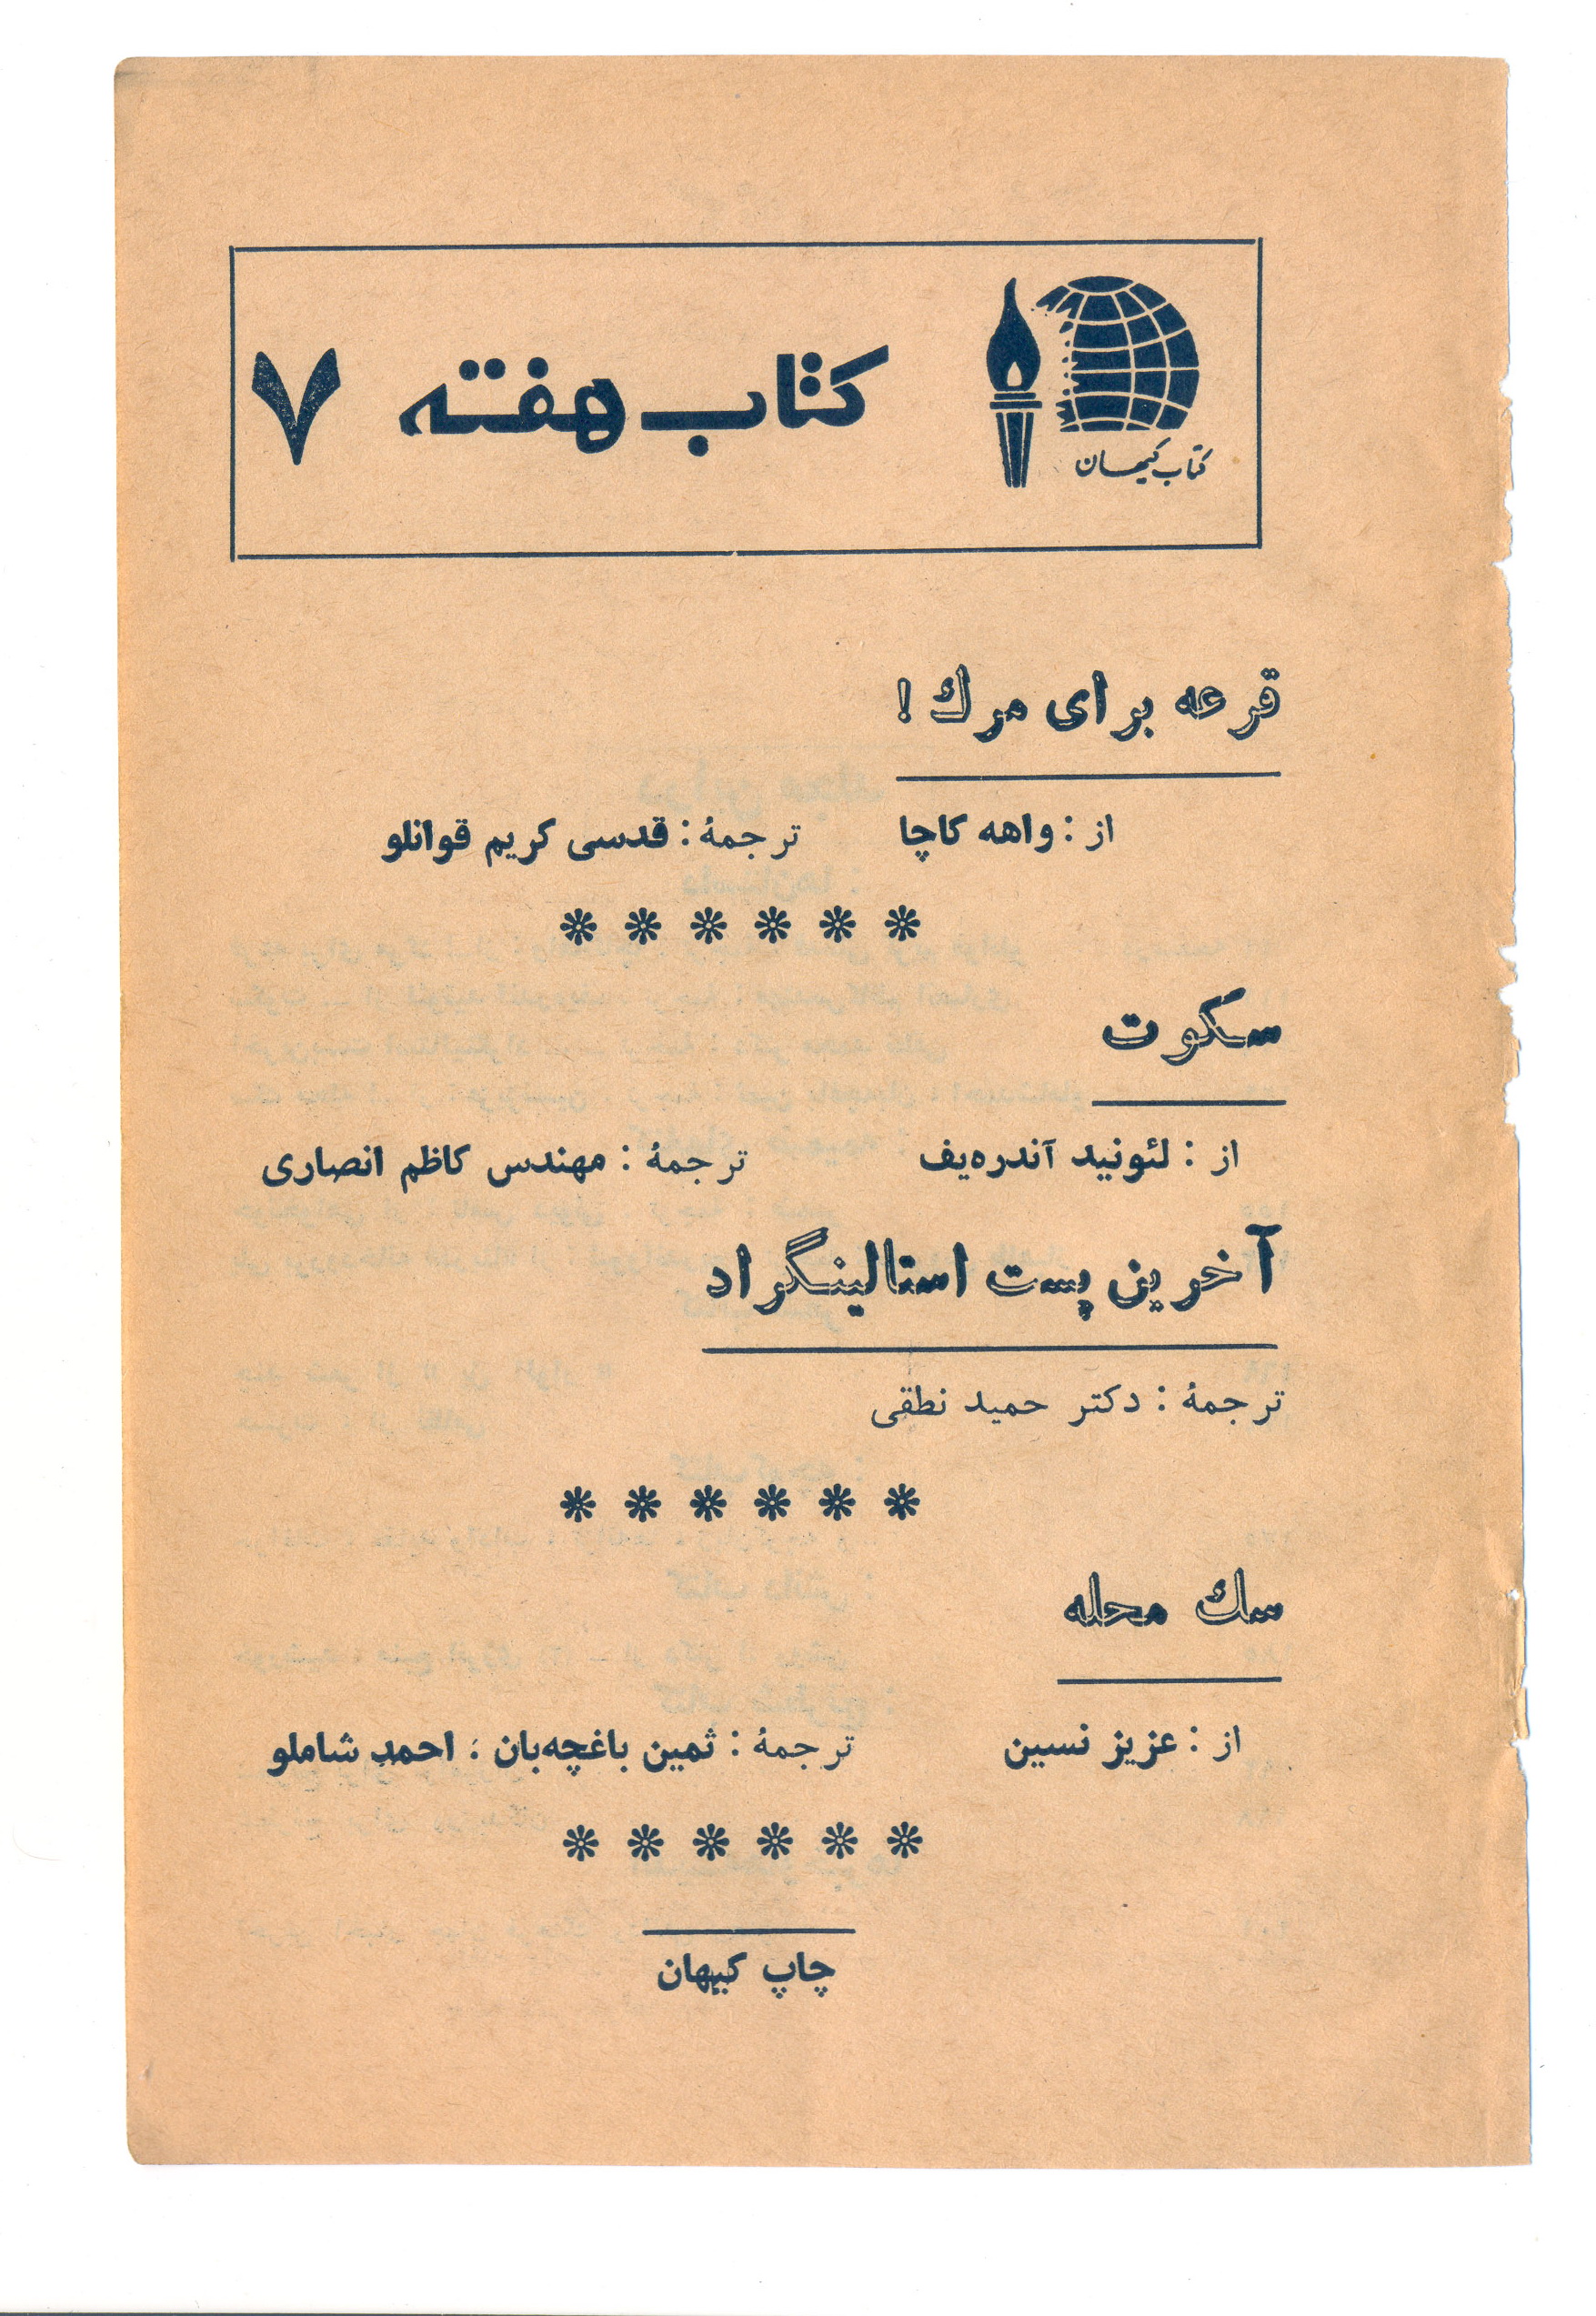 کتاب هفته ۷
کتاب کیهان
قرعه برای مرك !
از : واهه کاچا ترجمهٔ : قدسی کریم قوانلو
سکوت
از : لئونید آندره‌یف ترجمهٔ : مهندس کاظم انصاری
آخرین پست استالینگراد
ترجمهٔ : دکتر حمید نطقی
سك محله
از : عزیز نسین ترجمهٔ : ثمین باغچه‌بان ، احمد شاملو
چاپ کیهان